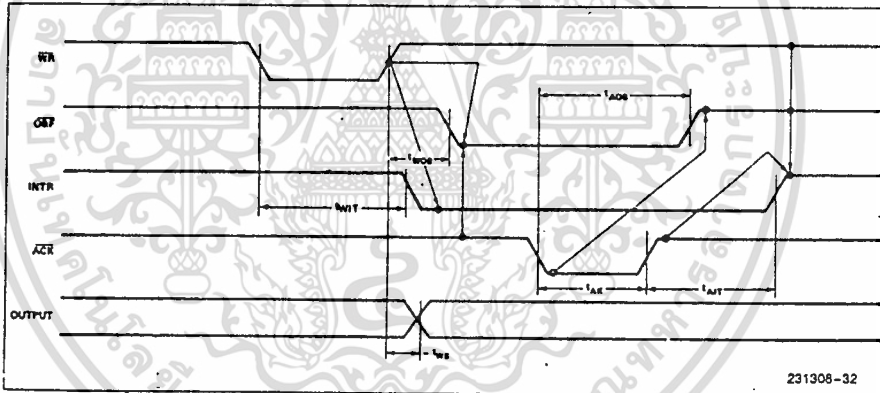 WR
OBF
tAOB
tWOB
INTR
tWIT
ACK
tAK
tAIT
OUTPUT
tWB
231308-32